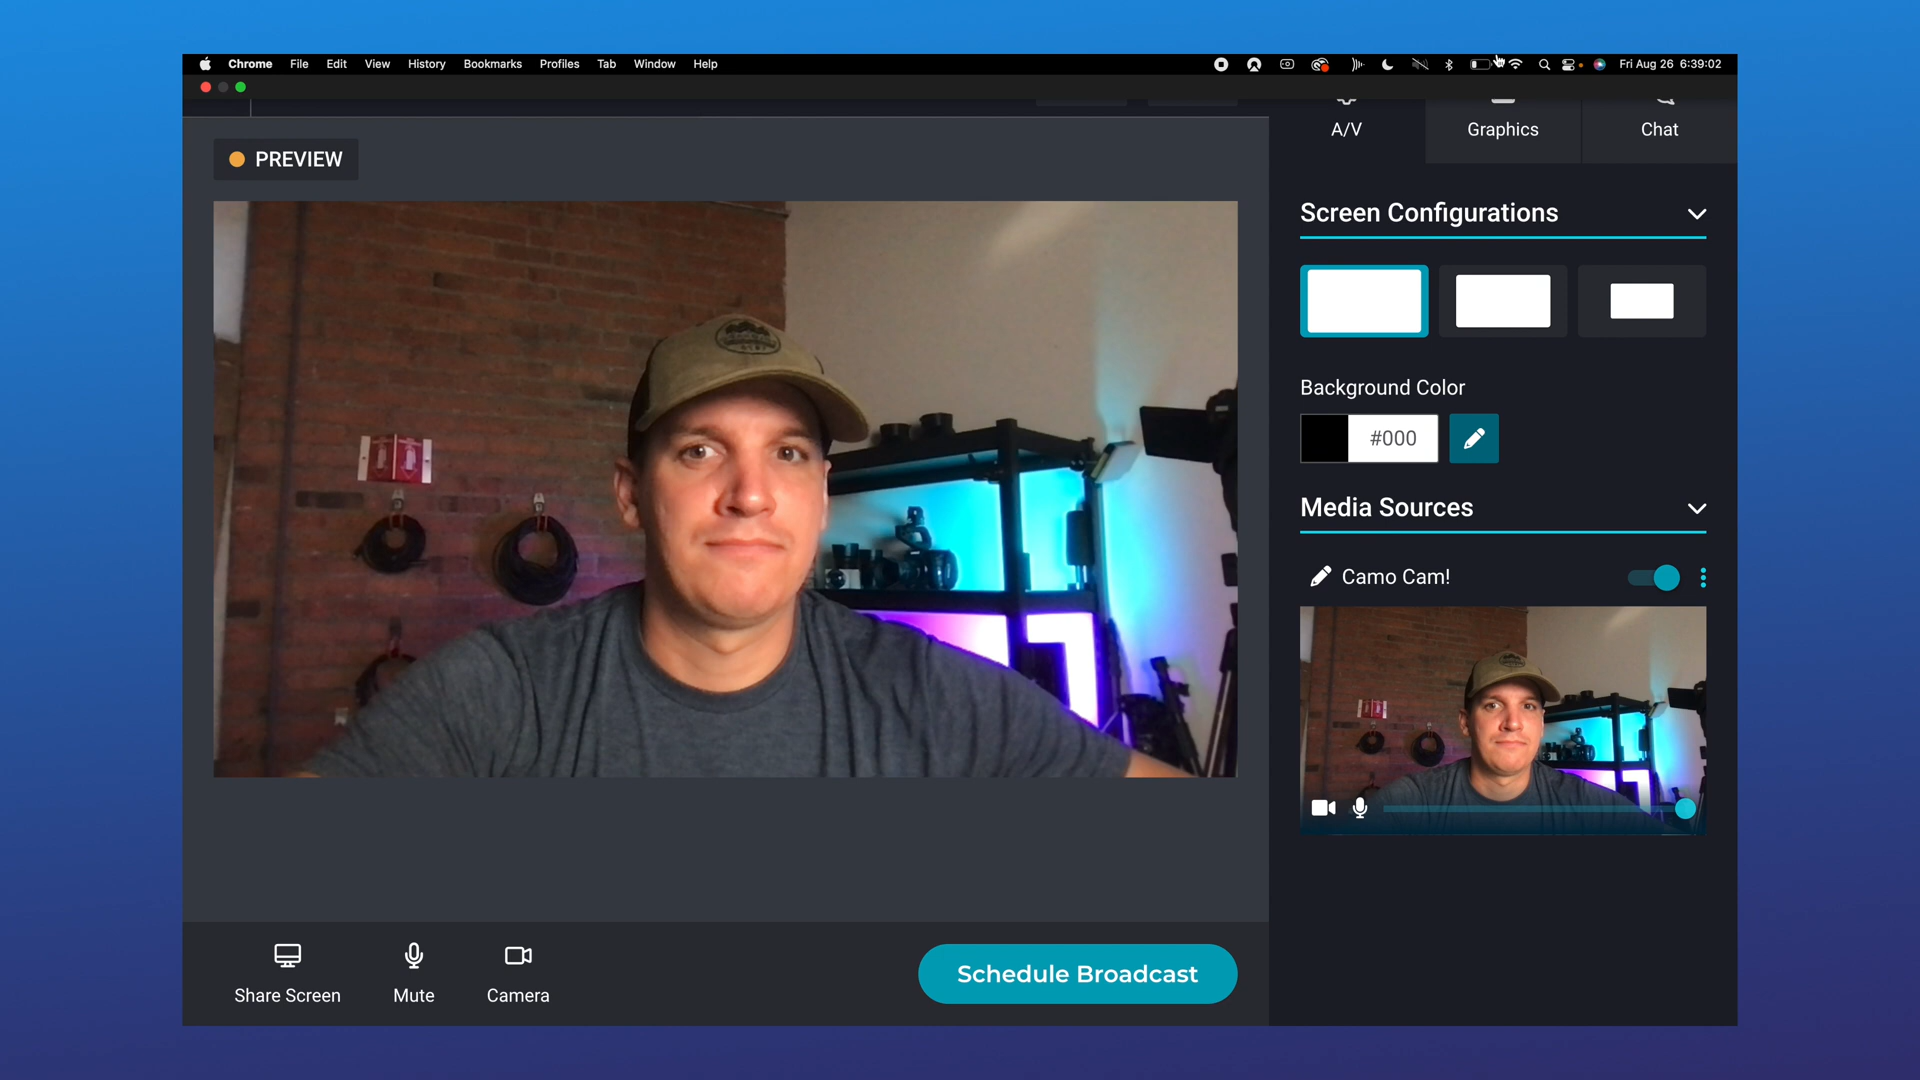 Chrome File Edit View History Bookmarks Profiles Tab Window Help Fri Aug 26 6:39:02
A/V Graphics Chat
PREVIEW
Screen Configurations
Background Color
#000
Media Sources
Camo Cam!
Share Screen Mute Camera
Schedule Broadcast